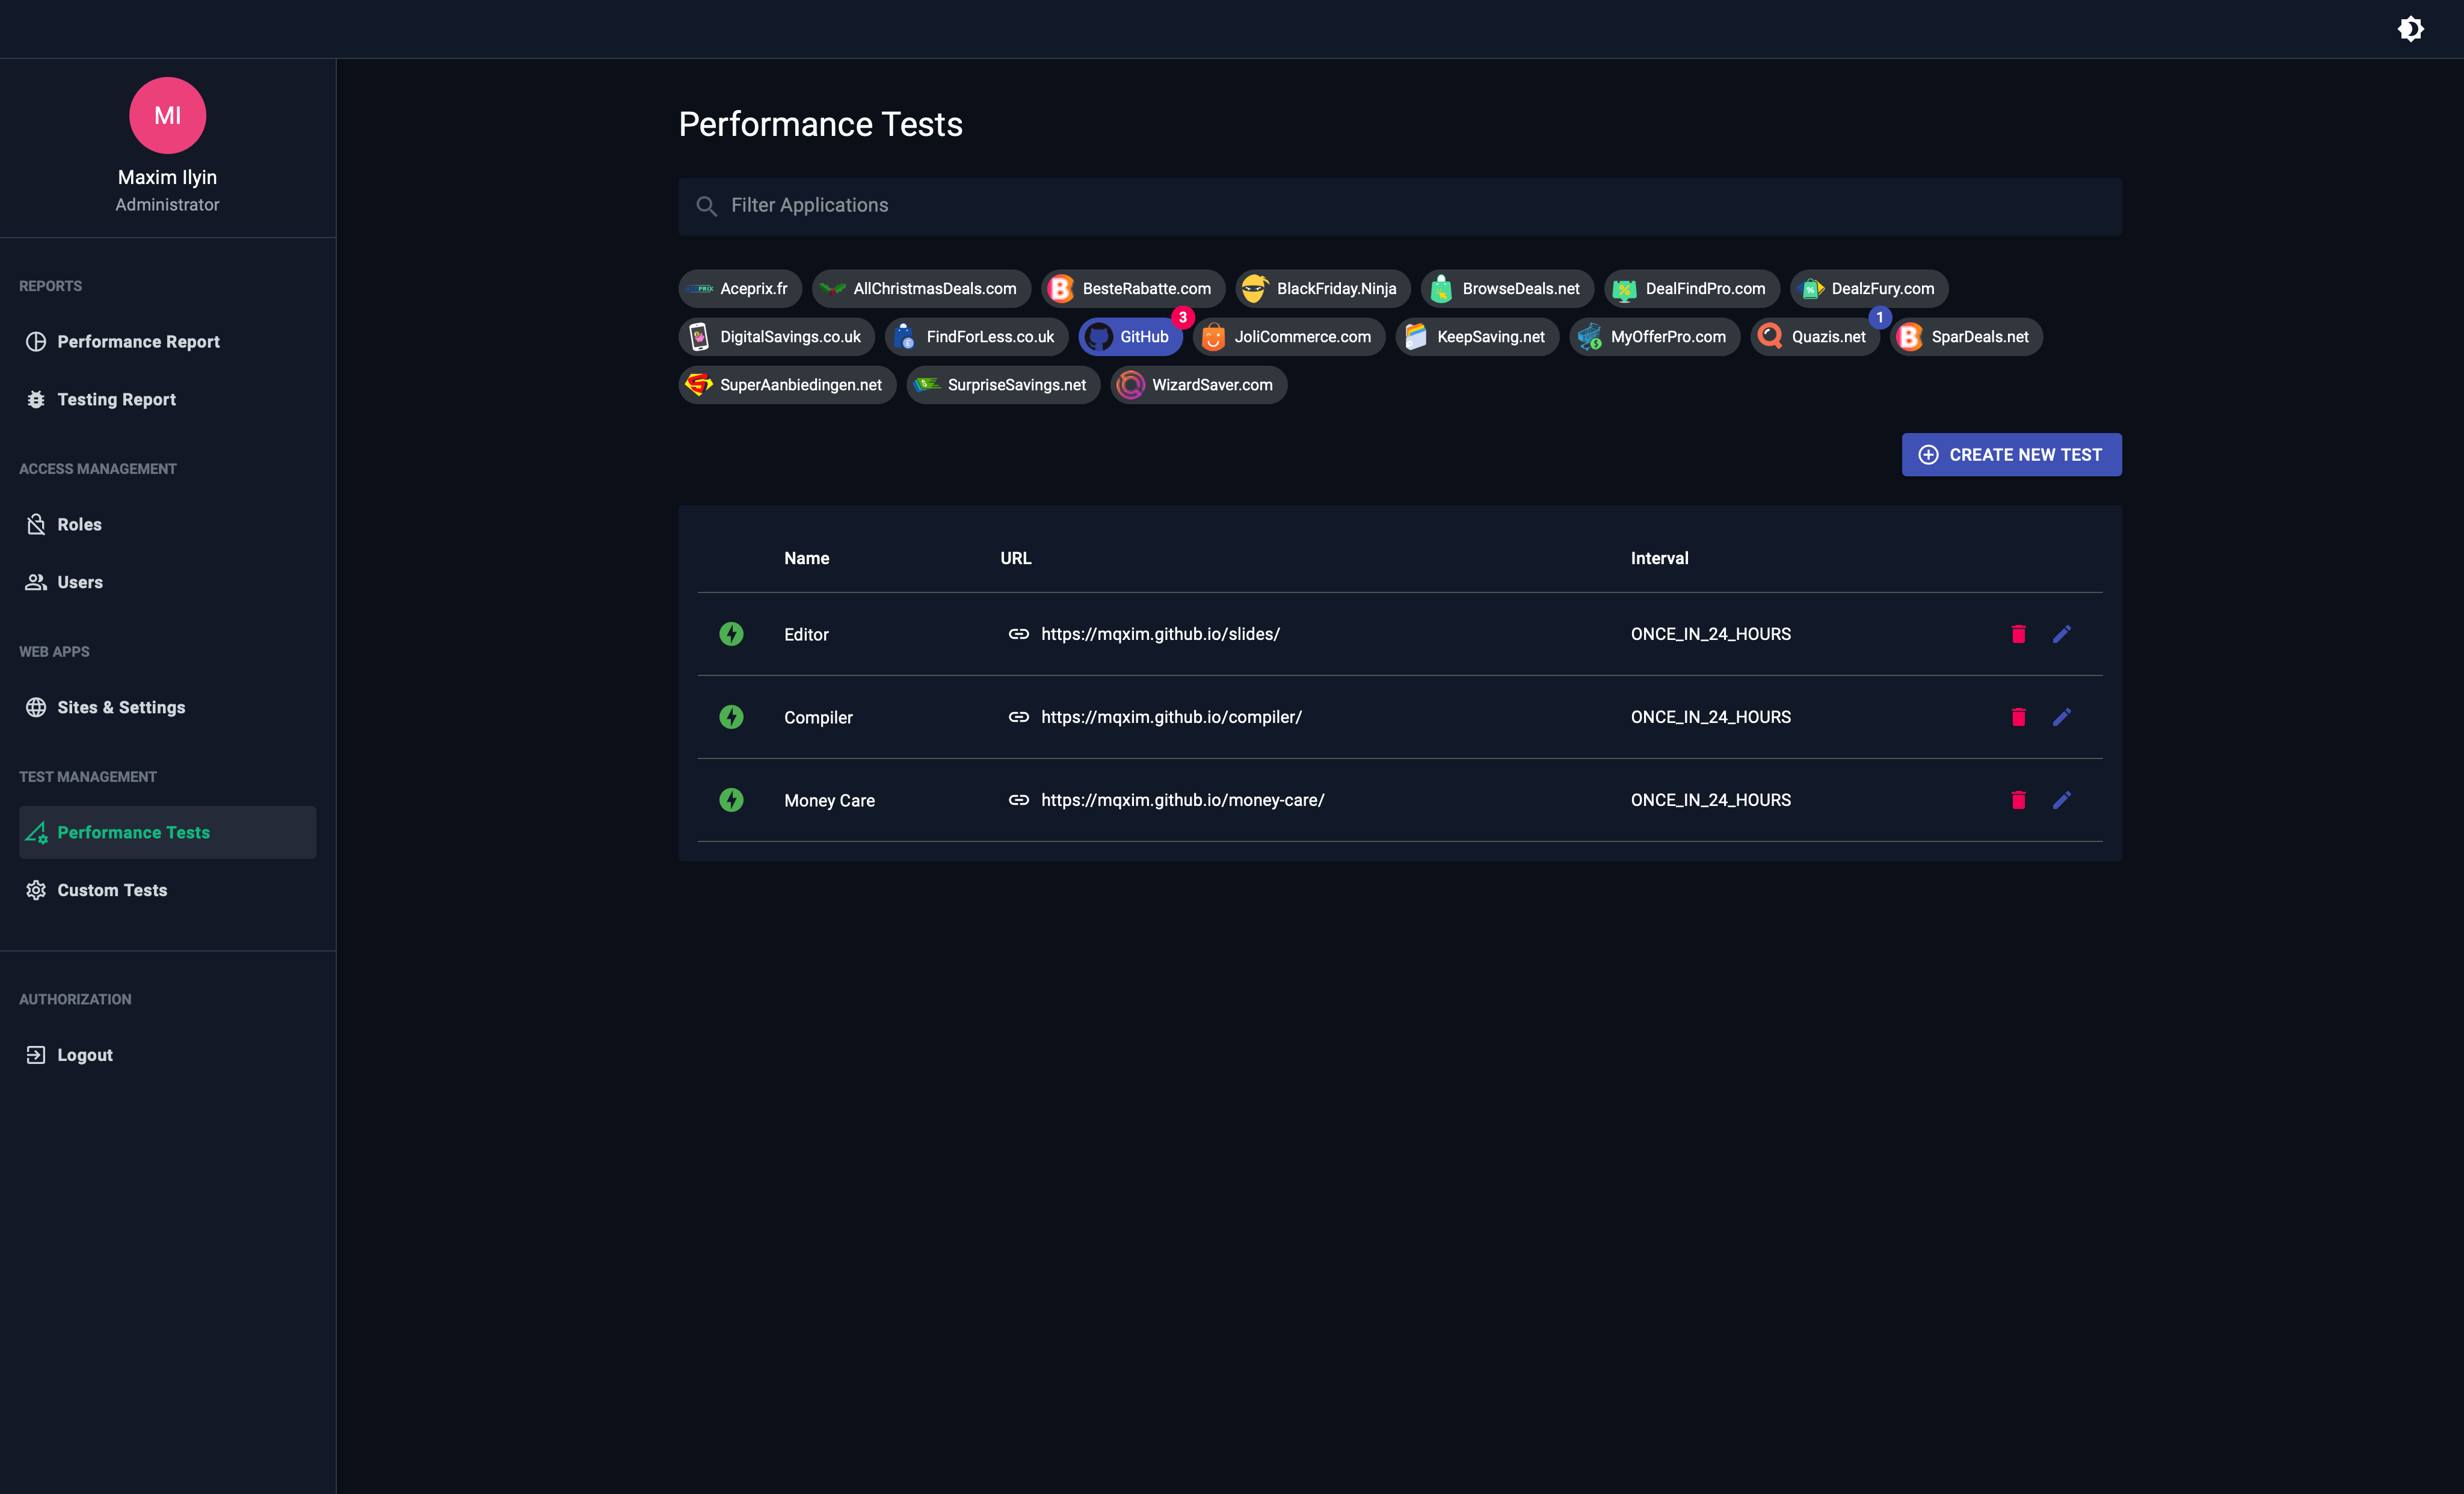 MI
Maxim Ilyin
Administrator
REPORTS
Performance Report
Testing Report
ACCESS MANAGEMENT
Roles
Users
WEB APPS
Sites & Settings
TEST MANAGEMENT
Performance Tests
Custom Tests
AUTHORIZATION
Logout
Performance Tests
Filter Applications
Aceprix.fr AllChristmasDeals.com BesteRabatte.com BlackFriday.Ninja BrowseDeals.net DealFindPro.com DealzFury.com
DigitalSavings.co.uk FindForLess.co.uk GitHub 3 JoliCommerce.com KeepSaving.net MyOfferPro.com Quazis.net 1 SparDeals.net
SuperAanbiedingen.net SurpriseSavings.net WizardSaver.com
CREATE NEW TEST
Name URL Interval
Editor https://mqxim.github.io/slides/ ONCE_IN_24_HOURS
Compiler https://mqxim.github.io/compiler/ ONCE_IN_24_HOURS
Money Care https://mqxim.github.io/money-care/ ONCE_IN_24_HOURS